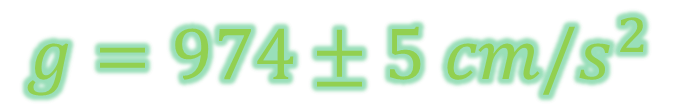 g = 974 ± 5 cm/s²